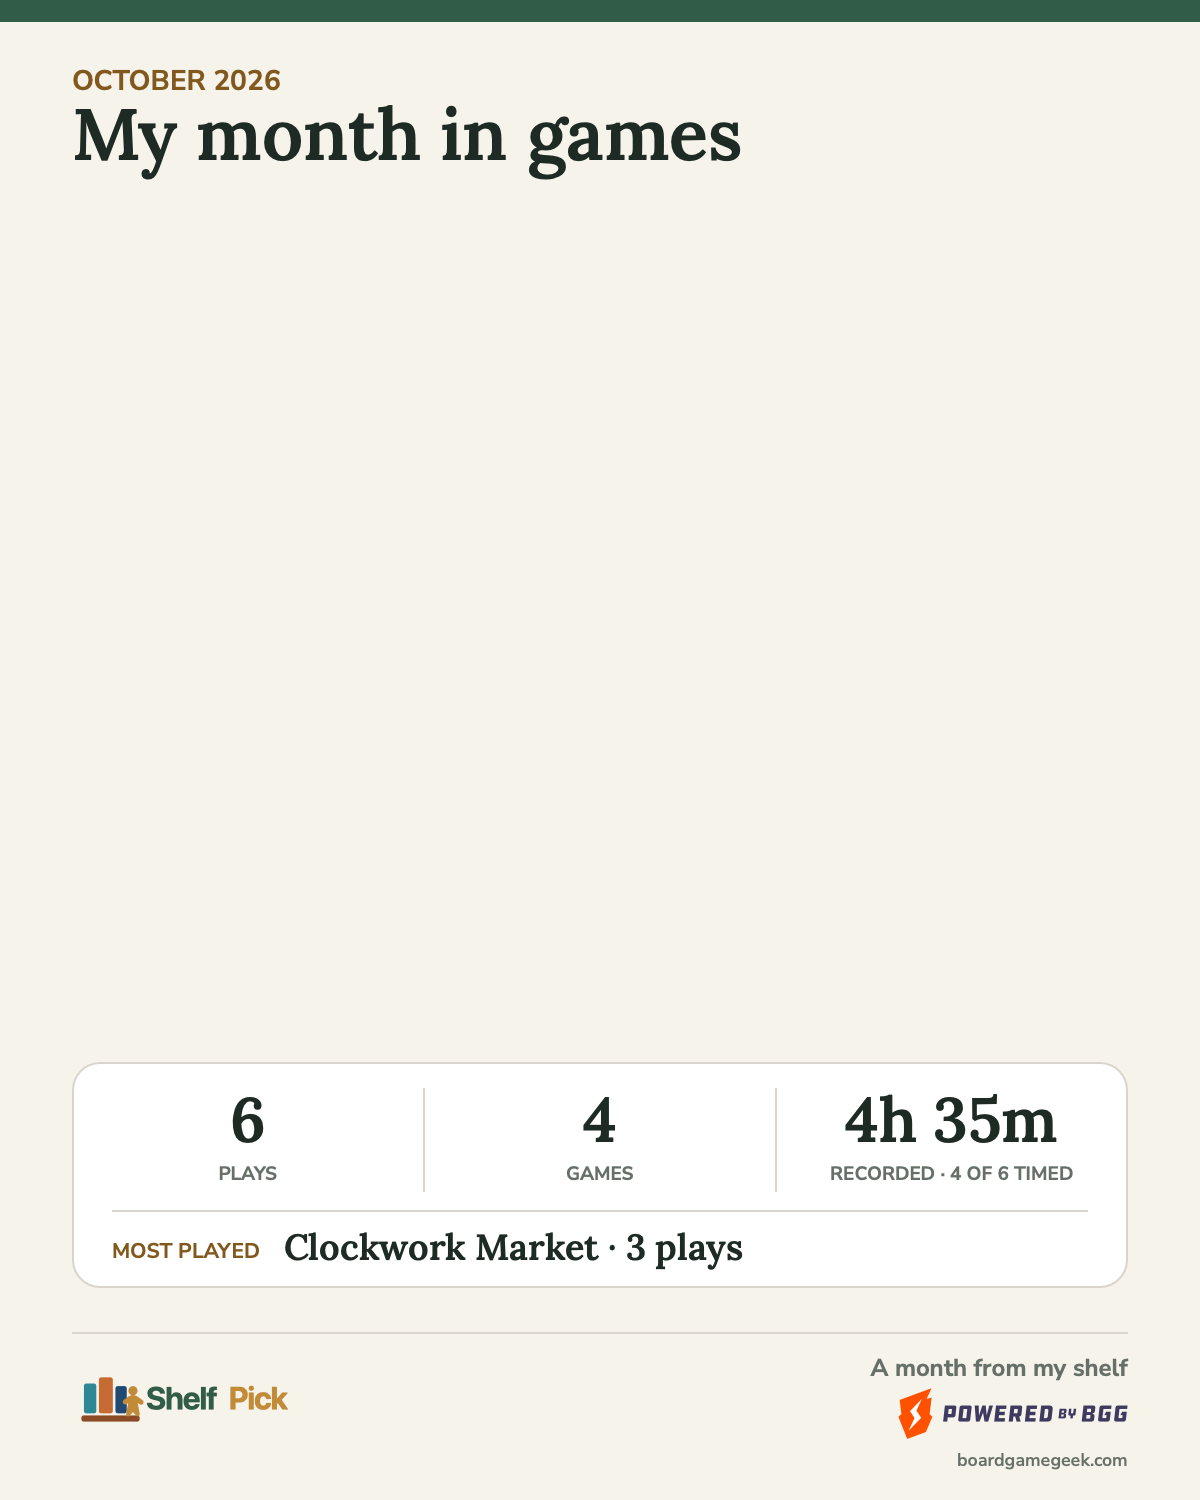 OCTOBER 2026
My month in games
6
PLAYS
4
GAMES
4h 35m
RECORDED · 4 OF 6 TIMED
MOST PLAYED Clockwork Market · 3 plays
Shelf Pick
A month from my shelf
POWERED BY BGG
boardgamegeek.com